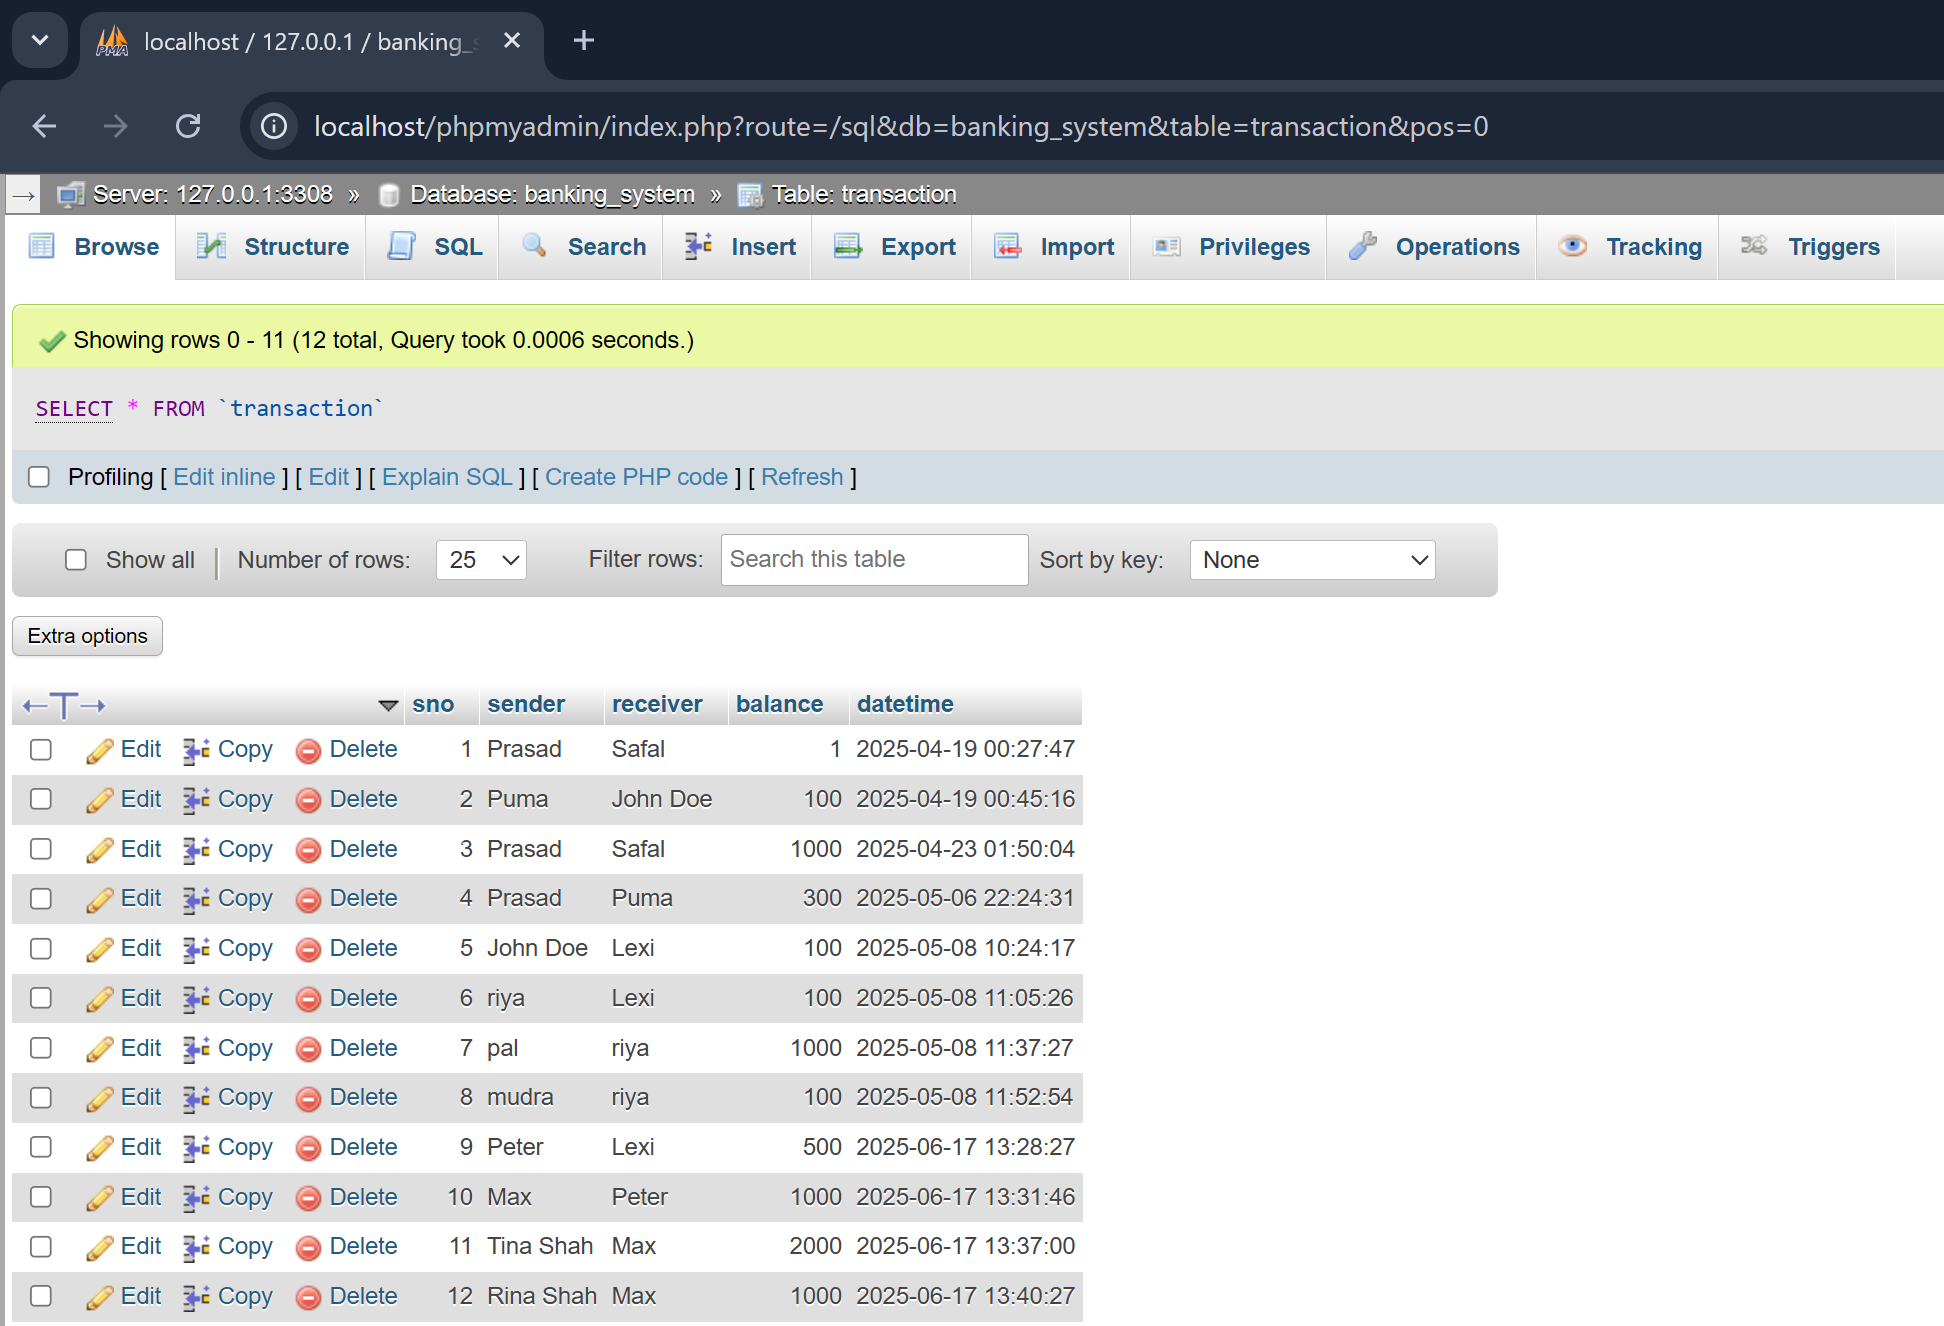 localhost / 127.0.0.1 / banking_
localhost/phpmyadmin/index.php?route=/sql&db=banking_system&table=transaction&pos=0
Server: 127.0.0.1:3308 » Database: banking_system » Table: transaction
Browse Structure SQL Search Insert Export Import Privileges Operations Tracking Triggers
Showing rows 0 - 11 (12 total, Query took 0.0006 seconds.)
SELECT * FROM `transaction`
Profiling [ Edit inline ] [ Edit ] [ Explain SQL ] [ Create PHP code ] [ Refresh ]
Show all | Number of rows: 25 Filter rows: Search this table Sort by key: None
Extra options
←T→ sno sender receiver balance datetime
Edit Copy Delete 1 Prasad Safal 1 2025-04-19 00:27:47
Edit Copy Delete 2 Puma John Doe 100 2025-04-19 00:45:16
Edit Copy Delete 3 Prasad Safal 1000 2025-04-23 01:50:04
Edit Copy Delete 4 Prasad Puma 300 2025-05-06 22:24:31
Edit Copy Delete 5 John Doe Lexi 100 2025-05-08 10:24:17
Edit Copy Delete 6 riya Lexi 100 2025-05-08 11:05:26
Edit Copy Delete 7 pal riya 1000 2025-05-08 11:37:27
Edit Copy Delete 8 mudra riya 100 2025-05-08 11:52:54
Edit Copy Delete 9 Peter Lexi 500 2025-06-17 13:28:27
Edit Copy Delete 10 Max Peter 1000 2025-06-17 13:31:46
Edit Copy Delete 11 Tina Shah Max 2000 2025-06-17 13:37:00
Edit Copy Delete 12 Rina Shah Max 1000 2025-06-17 13:40:27